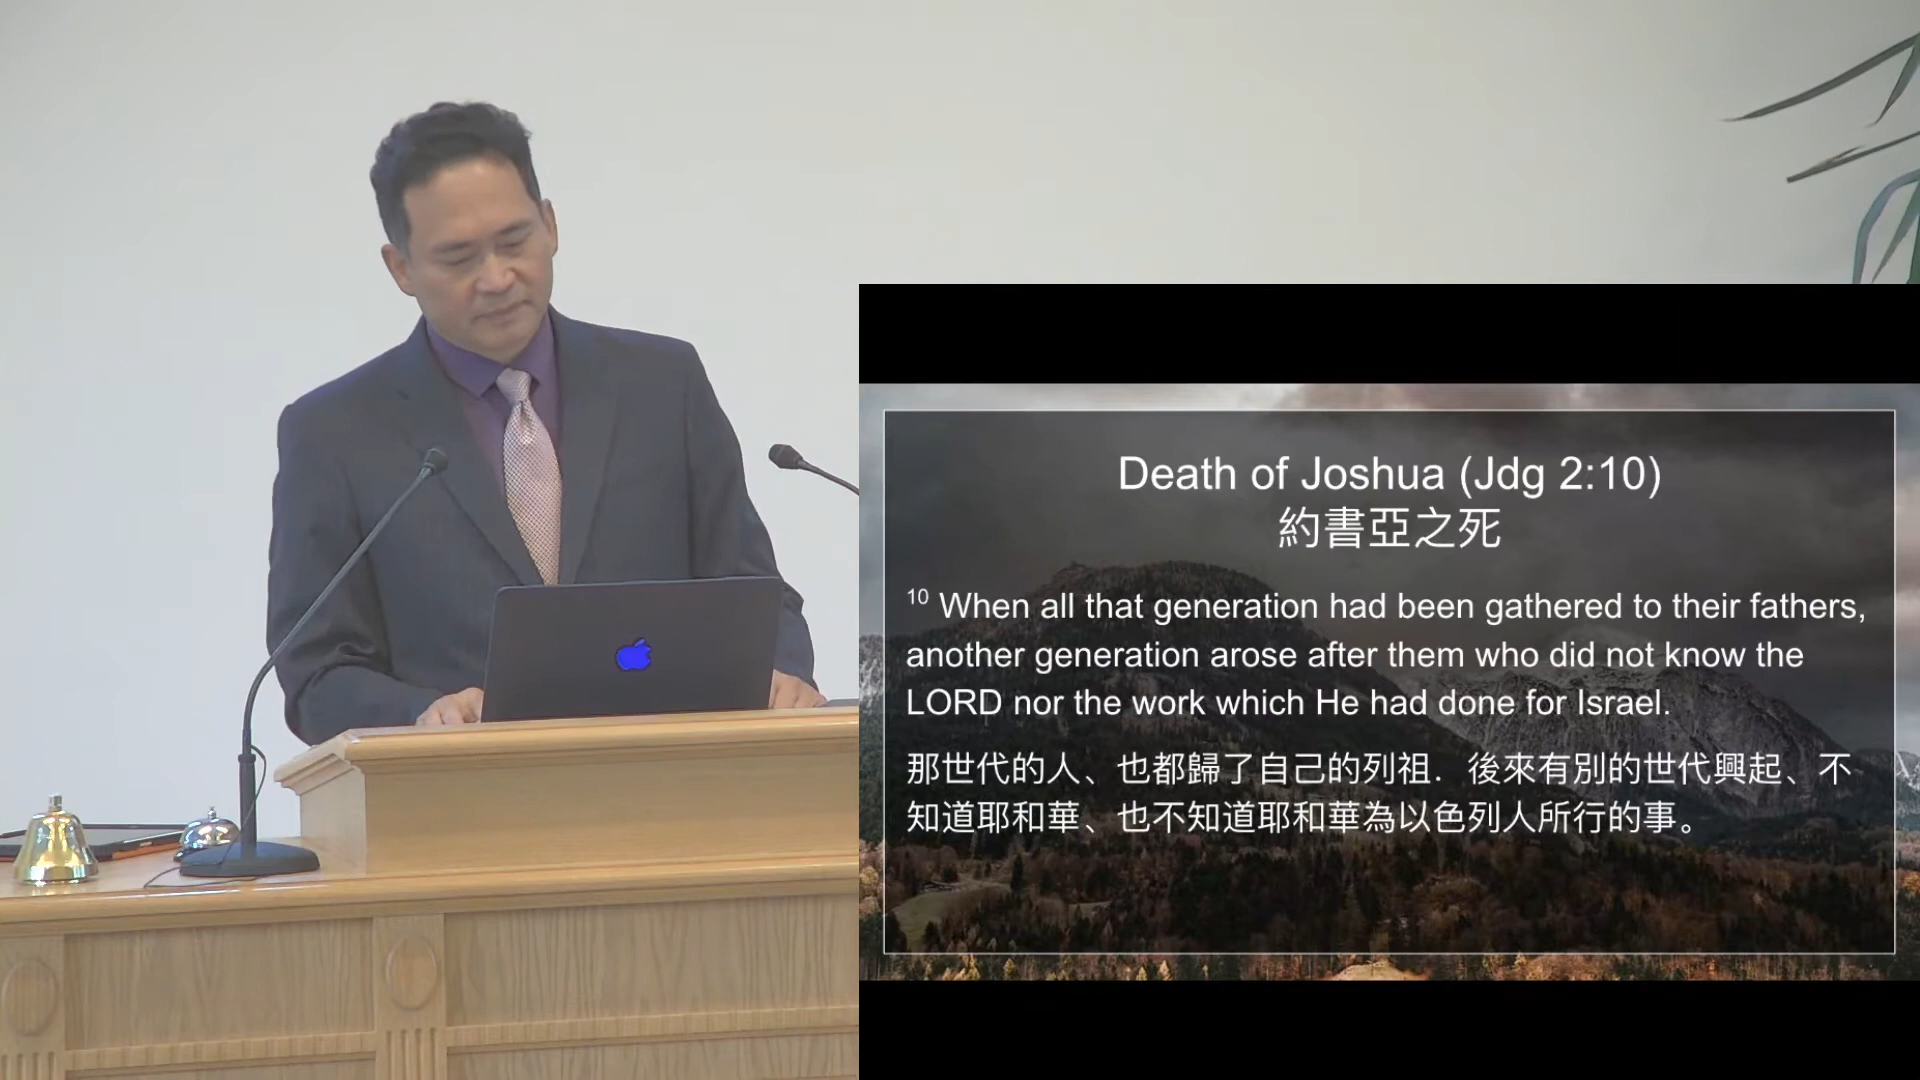 Death of Joshua (Jdg 2:10)
約書亞之死
10 When all that generation had been gathered to their fathers,
another generation arose after them who did not know the
LORD nor the work which He had done for Israel.
那世代的人、也都歸了自己的列祖．後來有別的世代興起、不
知道耶和華、也不知道耶和華為以色列人所行的事。